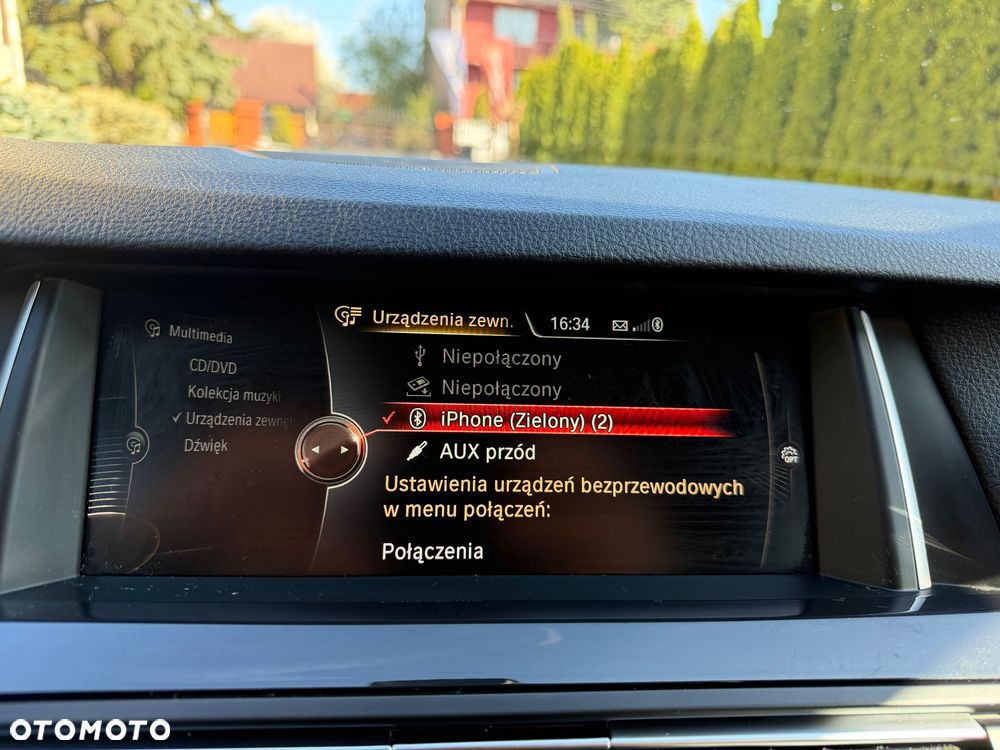 Multimedia
CD/DVD
Kolekcja muzyki
Urządzenia zewnęt
Dźwięk
Urządzenia zewn.
16:34
Niepołączony
Niepołączony
iPhone (Zielony) (2)
AUX przód
Ustawienia urządzeń bezprzewodowych
w menu połączeń:
Połączenia
OPT
OTOMOTO